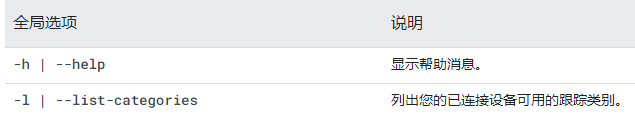 全局选项 说明
-h | --help 显示帮助消息。
-l | --list-categories 列出您的已连接设备可用的跟踪类别。